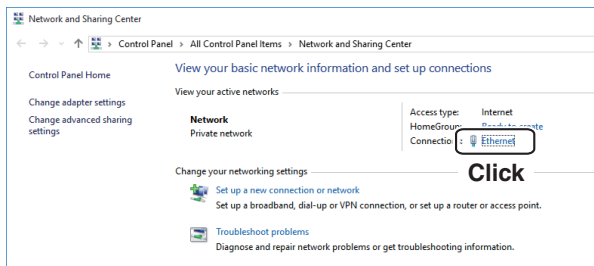 Network and Sharing Center
Control Panel > All Control Panel Items > Network and Sharing Center
Control Panel Home
Change adapter settings
Change advanced sharing
settings
View your basic network information and set up connections
View your active networks
Network
Private network
Access type: Internet
HomeGroup: Ready to create
Connectio : Ethernet
Click
Change your networking settings
Set up a new connection or network
Set up a broadband, dial-up or VPN connection, or set up a router or access point.
Troubleshoot problems
Diagnose and repair network problems or get troubleshooting information.